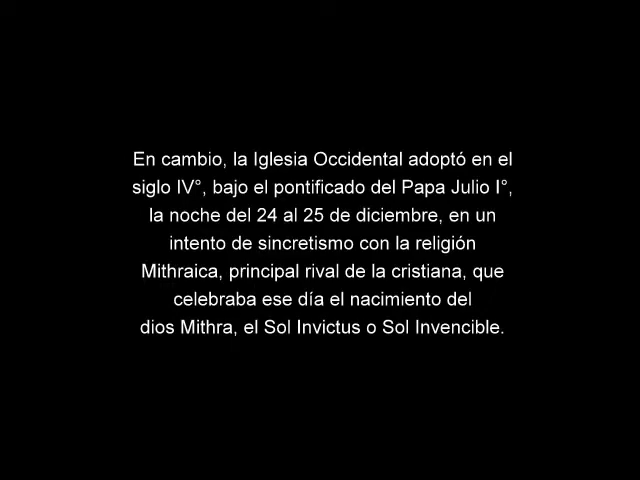 En cambio, la Iglesia Occidental adoptó en el
siglo IV°, bajo el pontificado del Papa Julio I°,
la noche del 24 al 25 de diciembre, en un
intento de sincretismo con la religión
Mithraica, principal rival de la cristiana, que
celebraba ese día el nacimiento del
dios Mithra, el Sol Invictus o Sol Invencible.